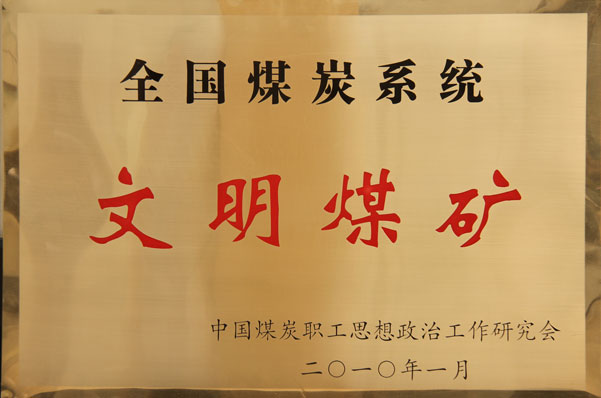 全国煤炭系统
文明煤矿
中国煤炭职工思想政治工作研究会
二〇一〇年一月